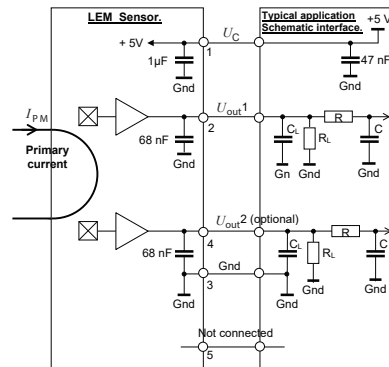 LEM Sensor.
Typical application
Schematic interface.
+5 V
+ 5V
U_C
1
1µF
Gnd
47 nF
Gnd
I_PM
Primary
current
U_out1
2
68 nF
Gnd
C_L
R_L
R
C
Gn
Gnd
Gnd
U_out2 (optional)
4
68 nF
Gnd
3
Gnd
C_L
R_L
R
C
Gnd
Gnd
Gnd
Not connected
5